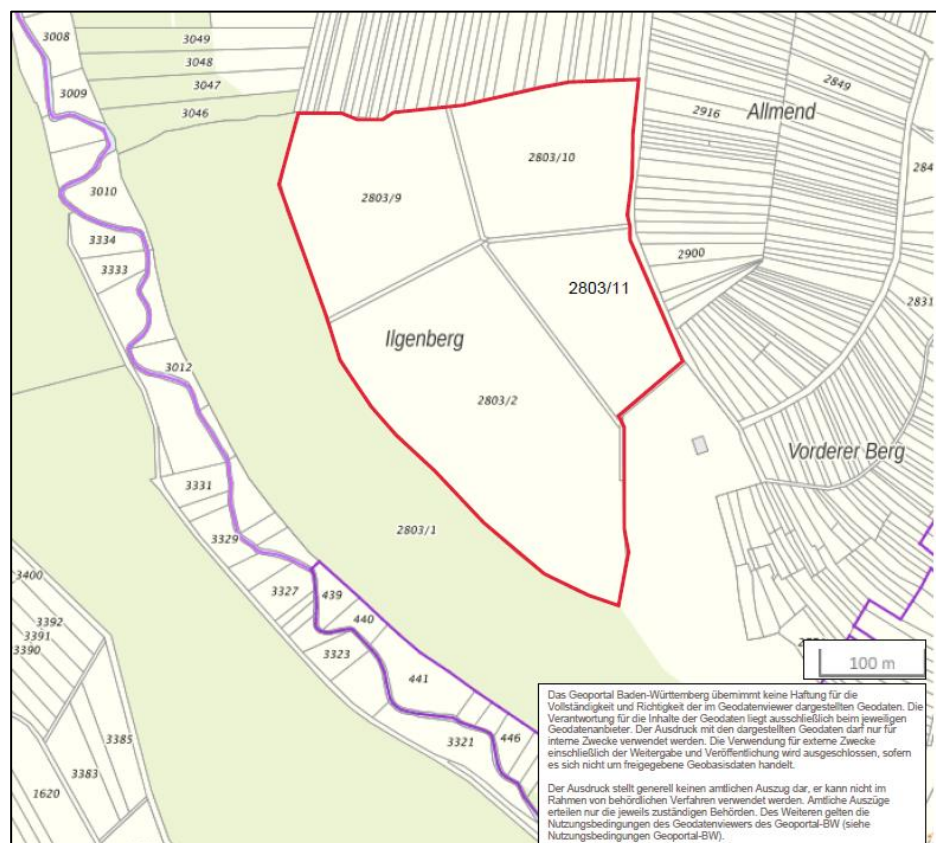 3008
3049
3048
3009
3047
3046
2849
2916
Allmend
2803/10
3010
2803/9
3334
3333
2900
2803/11
2831
Ilgenberg
3012
2803/2
Vorderer Berg
3331
2803/1
3329
3400
3327
439
3392
440
3391
3390
3323
100 m
441
3385
3321
446
3383
1620
Das Geoportal Baden-Württemberg übernimmt keine Haftung für die
Vollständigkeit und Richtigkeit der im Geodatenviewer dargestellten Geodaten. Die
Verantwortung für die Inhalte der Geodaten liegt ausschließlich beim jeweiligen
Geodatenanbieter. Der Ausdruck mit den dargestellten Geodaten darf nur für
interne Zwecke verwendet werden. Die Verwendung für externe Zwecke
einschließlich der Weitergabe und Veröffentlichung wird ausgeschlossen, sofern
es sich nicht um freigegebene Geobasisdaten handelt.
Der Ausdruck stellt generell keinen amtlichen Auszug dar, er kann nicht im
Rahmen von behördlichen Verfahren verwendet werden. Amtliche Auszüge
erteilen nur die jeweils zuständigen Behörden. Des Weiteren gelten die
Nutzungsbedingungen des Geodatenviewers des Geoportal-BW (siehe
Nutzungsbedingungen Geoportal-BW).